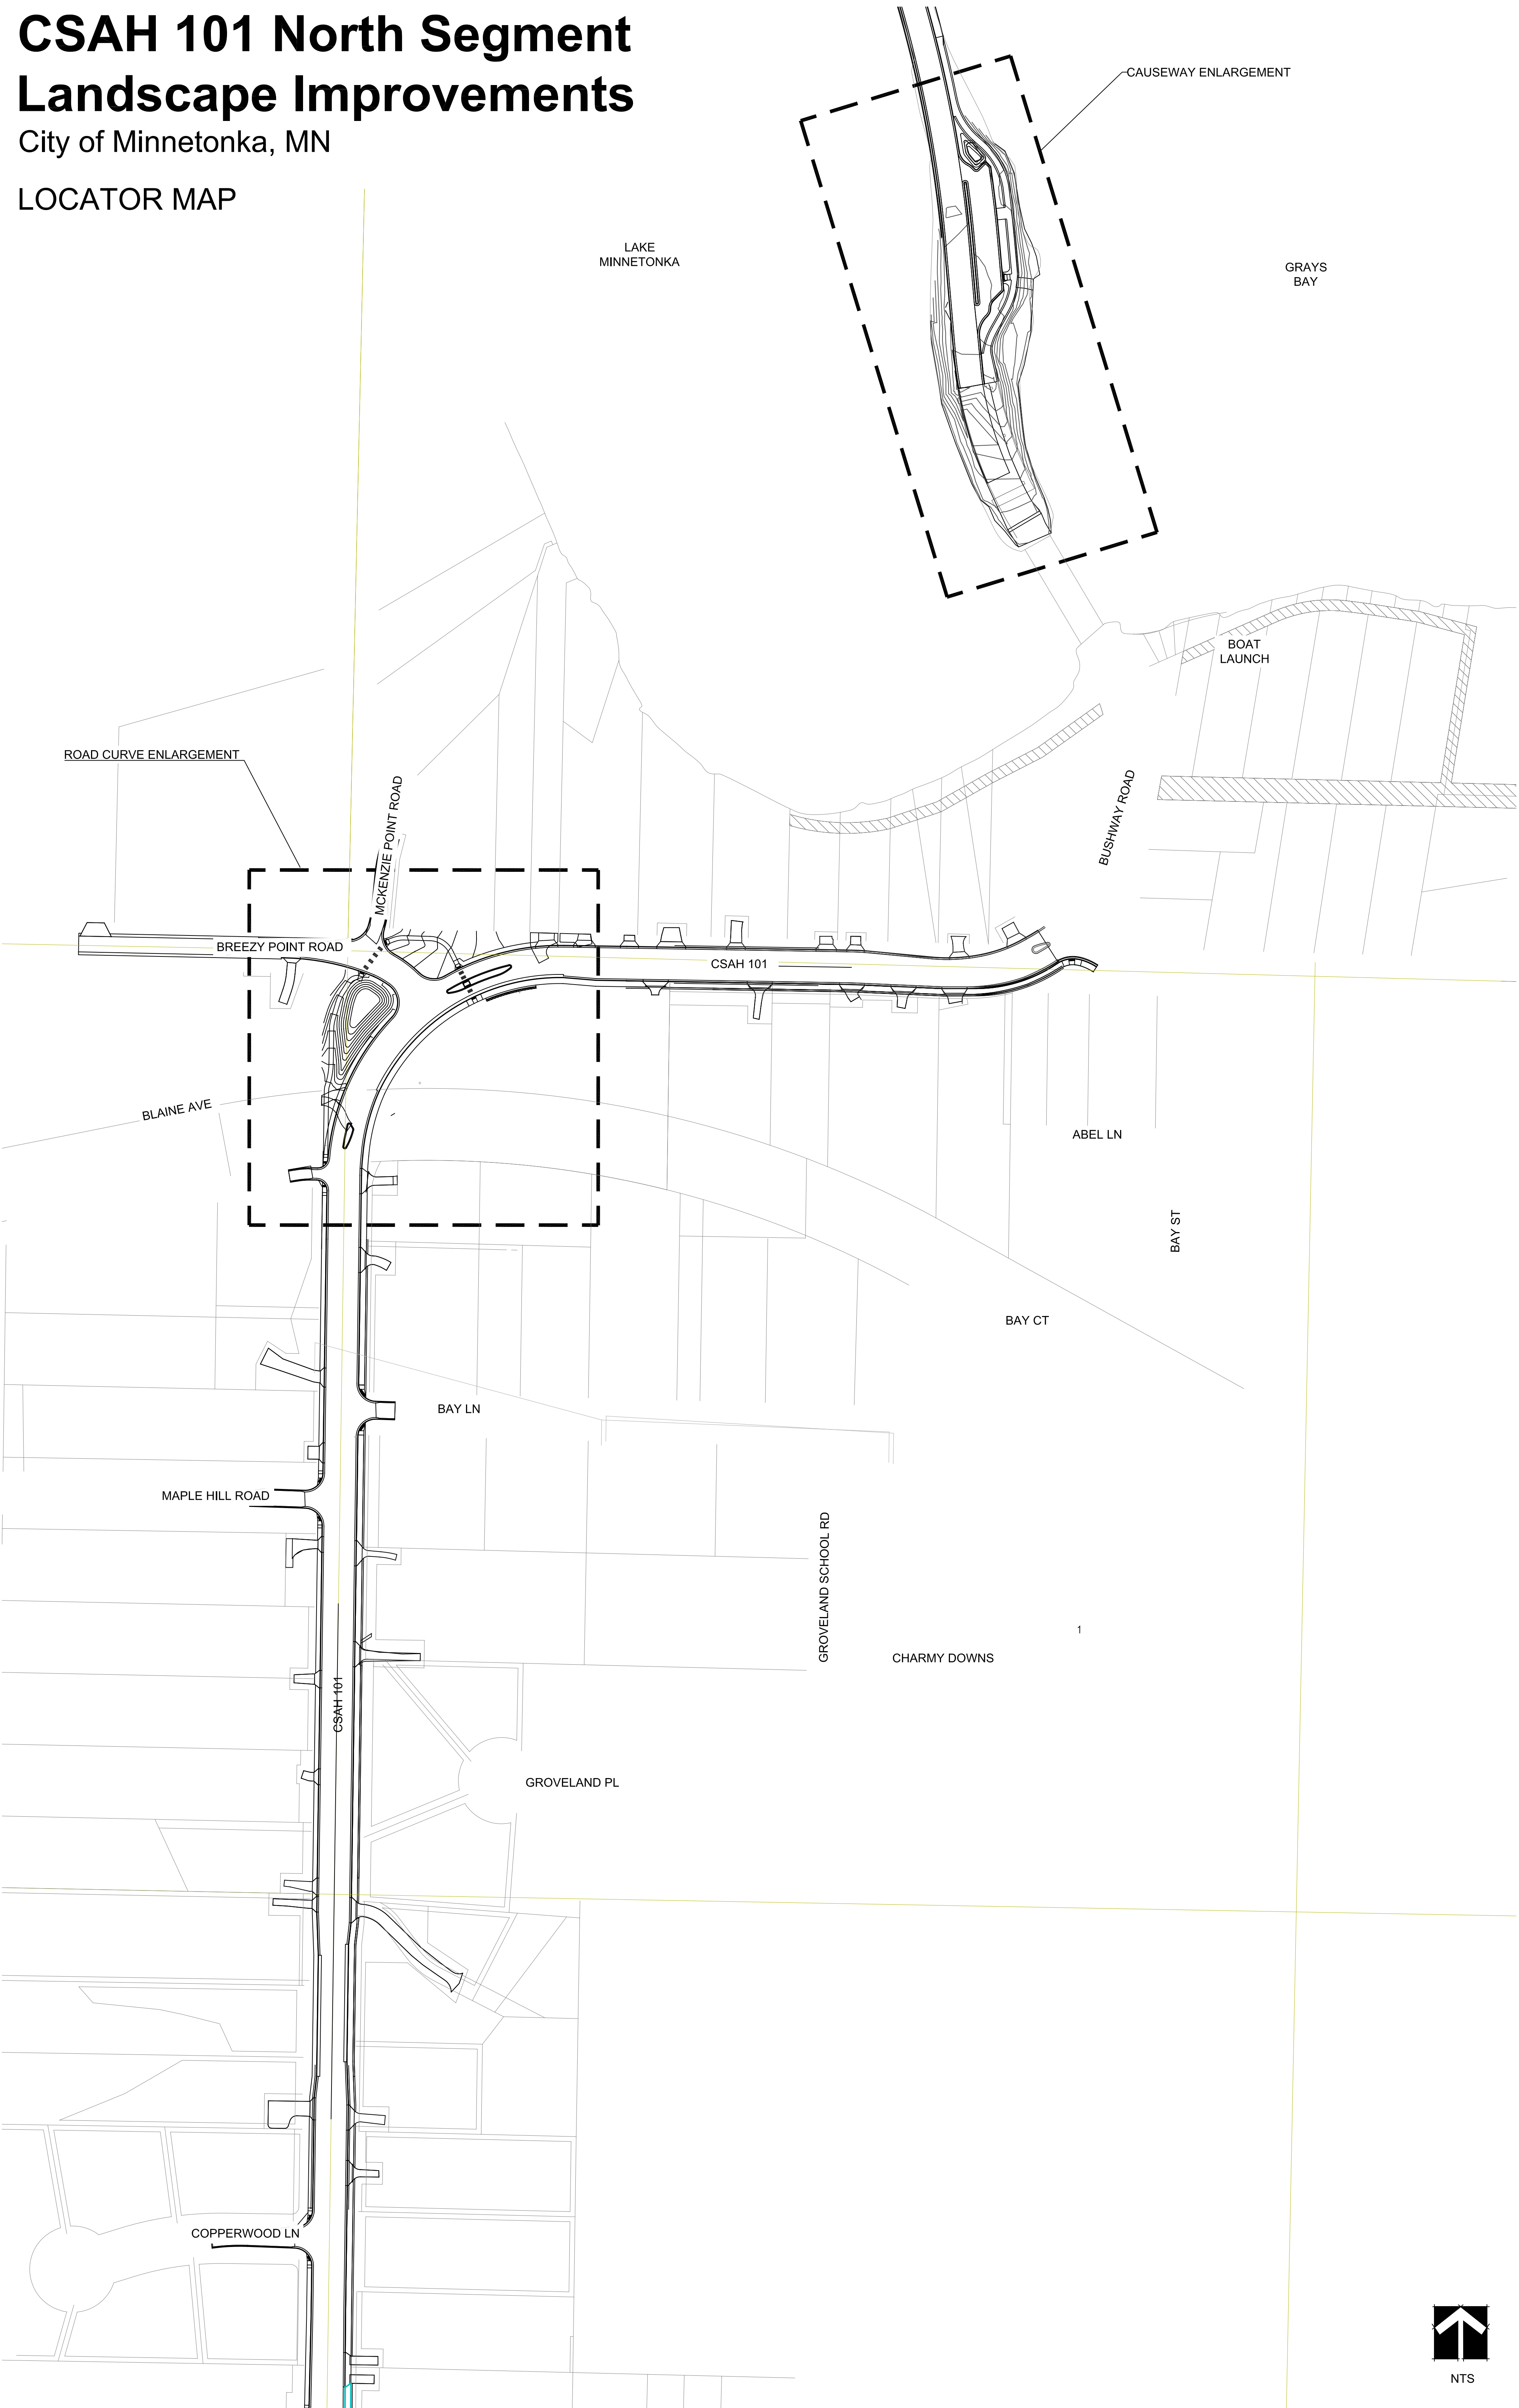 CSAH 101 North Segment
Landscape Improvements
City of Minnetonka, MN
LOCATOR MAP
CAUSEWAY ENLARGEMENT
LAKE
MINNETONKA
GRAYS
BAY
BOAT
LAUNCH
ROAD CURVE ENLARGEMENT
MCKENZIE POINT ROAD
BUSHWAY ROAD
BREEZY POINT ROAD
CSAH 101
BLAINE AVE
ABEL LN
BAY ST
BAY CT
BAY LN
MAPLE HILL ROAD
GROVELAND SCHOOL RD
1
CHARMY DOWNS
CSAH 101
GROVELAND PL
COPPERWOOD LN
NTS